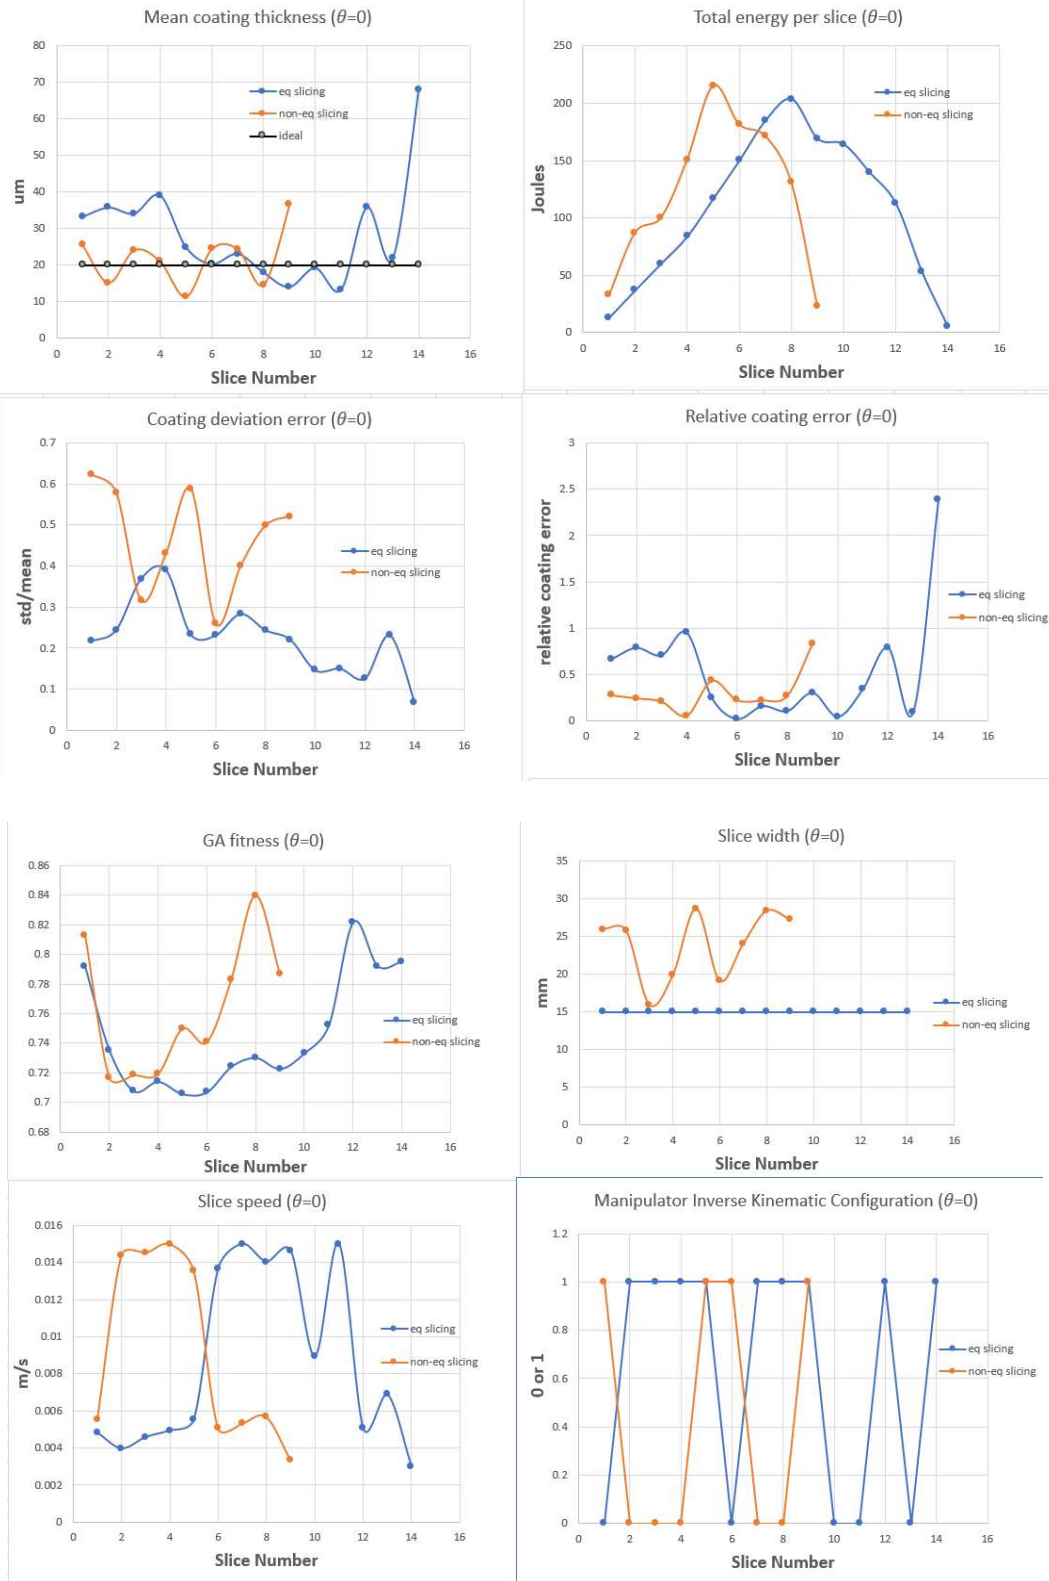 Mean coating thickness (θ=0)
80
70
60
50
40
30
20
10
0
um
eq slicing
non-eq slicing
ideal
0 2 4 6 8 10 12 14 16
Slice Number
Total energy per slice (θ=0)
250
200
150
100
50
0
Joules
eq slicing
non-eq slicing
0 2 4 6 8 10 12 14 16
Slice Number
Coating deviation error (θ=0)
0.7
0.6
0.5
0.4
0.3
0.2
0.1
0
std/mean
eq slicing
non-eq slicing
0 2 4 6 8 10 12 14 16
Slice Number
Relative coating error (θ=0)
3
2.5
2
1.5
1
0.5
0
relative coating error
eq slicing
non-eq slicing
0 2 4 6 8 10 12 14 16
Slice Number
GA fitness (θ=0)
0.86
0.84
0.82
0.8
0.78
0.76
0.74
0.72
0.7
0.68
eq slicing
non-eq slicing
0 2 4 6 8 10 12 14 16
Slice Number
Slice width (θ=0)
35
30
25
20
15
10
5
0
mm
eq slicing
non-eq slicing
0 2 4 6 8 10 12 14 16
Slice Number
Slice speed (θ=0)
0.016
0.014
0.012
0.01
0.008
0.006
0.004
0.002
0
m/s
eq slicing
non-eq slicing
0 2 4 6 8 10 12 14 16
Slice Number
Manipulator Inverse Kinematic Configuration (θ=0)
1.2
1
0.8
0.6
0.4
0.2
0
0 or 1
eq slicing
non-eq slicing
0 2 4 6 8 10 12 14 16
Slice Number